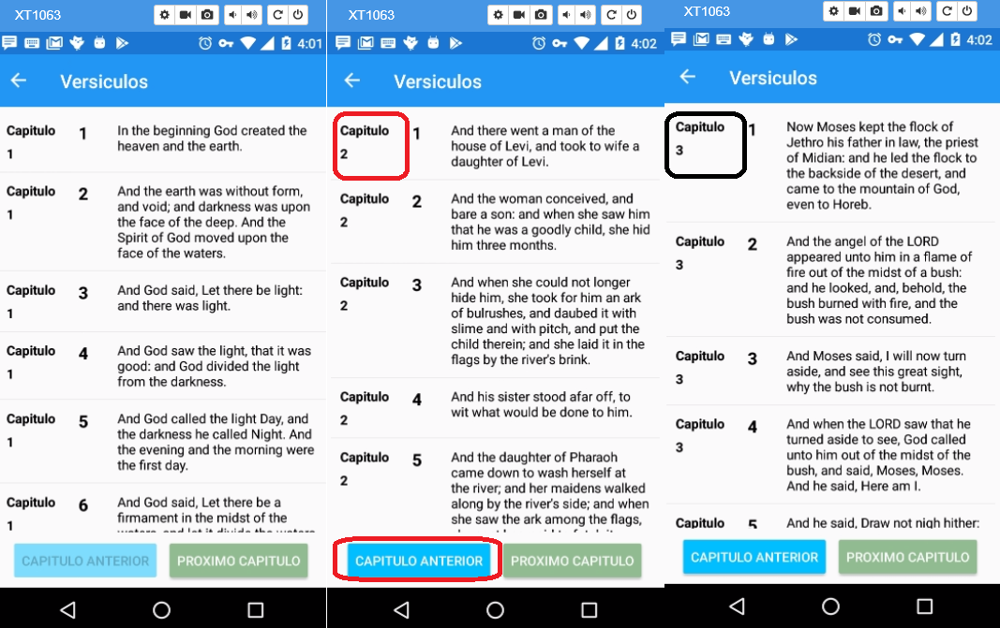 XT1063
4:01
Versiculos
Capitulo
1
1
In the beginning God created the
heaven and the earth.
Capitulo
1
2
And the earth was without form,
and void; and darkness was upon
the face of the deep. And the
Spirit of God moved upon the
face of the waters.
Capitulo
1
3
And God said, Let there be light:
and there was light.
Capitulo
1
4
And God saw the light, that it was
good: and God divided the light
from the darkness.
Capitulo
1
5
And God called the light Day, and
the darkness he called Night. And
the evening and the morning were
the first day.
Capitulo
1
6
And God said, Let there be a
firmament in the midst of the
waters, and let it divide the waters
CAPITULO ANTERIOR
PROXIMO CAPITULO
XT1063
4:02
Versiculos
Capitulo
2
1
And there went a man of the
house of Levi, and took to wife a
daughter of Levi.
Capitulo
2
2
And the woman conceived, and
bare a son: and when she saw him
that he was a goodly child, she hid
him three months.
Capitulo
2
3
And when she could not longer
hide him, she took for him an ark
of bulrushes, and daubed it with
slime and with pitch, and put the
child therein; and she laid it in the
flags by the river's brink.
Capitulo
2
4
And his sister stood afar off, to
wit what would be done to him.
Capitulo
2
5
And the daughter of Pharaoh
came down to wash herself at
the river; and her maidens walked
along by the river's side; and when
she saw the ark among the flags,
CAPITULO ANTERIOR
PROXIMO CAPITULO
XT1063
4:02
Versiculos
Capitulo
3
1
Now Moses kept the flock of
Jethro his father in law, the priest
of Midian: and he led the flock to
the backside of the desert, and
came to the mountain of God,
even to Horeb.
Capitulo
3
2
And the angel of the LORD
appeared unto him in a flame of
fire out of the midst of a bush:
and he looked, and, behold, the
bush burned with fire, and the
bush was not consumed.
Capitulo
3
3
And Moses said, I will now turn
aside, and see this great sight,
why the bush is not burnt.
Capitulo
3
4
And when the LORD saw that he
turned aside to see, God called
unto him out of the midst of the
bush, and said, Moses, Moses.
And he said, Here am I.
Capitulo
5
And he said, Draw not nigh hither:
CAPITULO ANTERIOR
PROXIMO CAPITULO